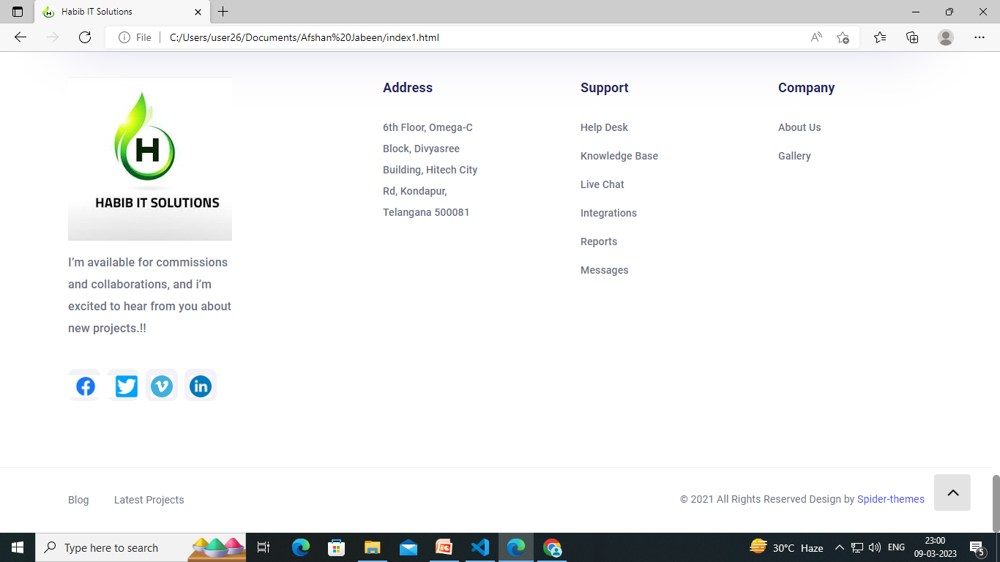 Habib IT Solutions
File
C:/Users/user26/Documents/Afshan%20Jabeen/index1.html
H
HABIB IT SOLUTIONS
I’m available for commissions
and collaborations, and i’m
excited to hear from you about
new projects.!!
Address
6th Floor, Omega-C
Block, Divyasree
Building, Hitech City
Rd, Kondapur,
Telangana 500081
Support
Help Desk
Knowledge Base
Live Chat
Integrations
Reports
Messages
Company
About Us
Gallery
Blog
Latest Projects
© 2021 All Rights Reserved Design by Spider-themes
Type here to search
30°C Haze
ENG
23:00
09-03-2023
5